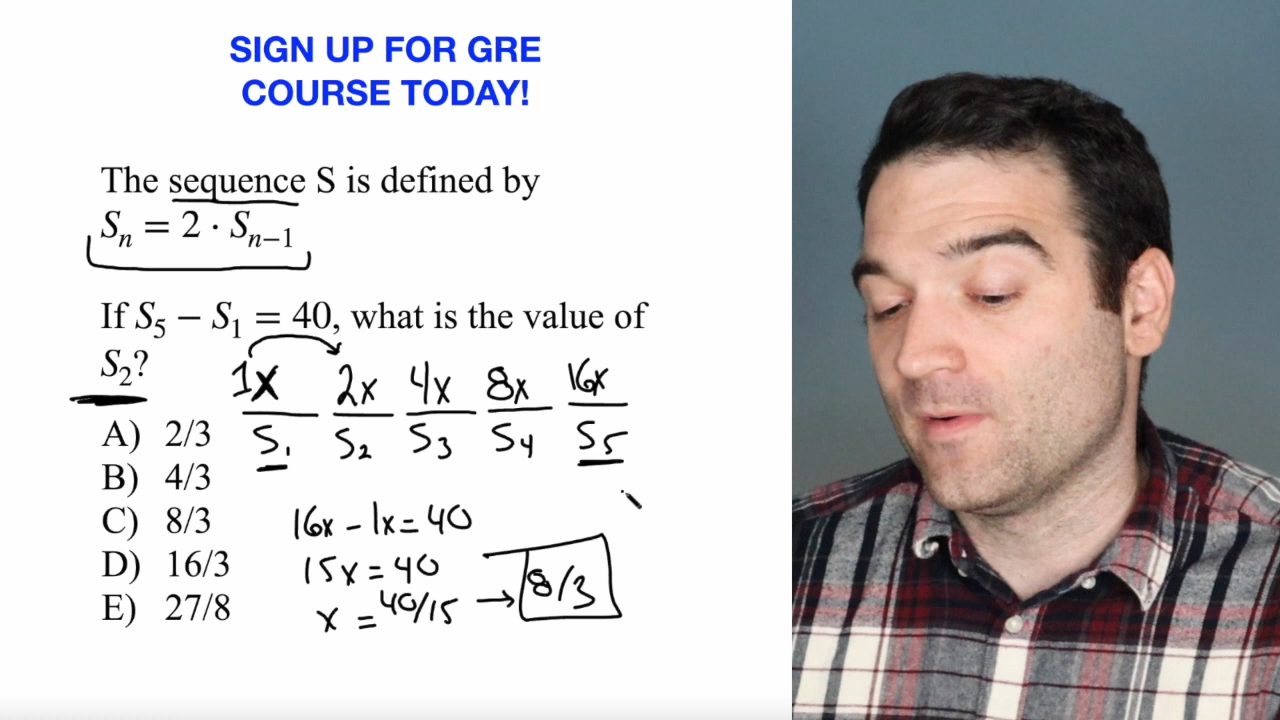 SIGN UP FOR GRE
COURSE TODAY!
The sequence S is defined by
Sₙ = 2 · Sₙ₋₁
If S₅ − S₁ = 40, what is the value of
S₂?
1x 2x 4x 8x 16x
S₁ S₂ S₃ S₄ S₅
A) 2/3
B) 4/3
C) 8/3
D) 16/3
E) 27/8
16x - 1x = 40
15x = 40
x = 40/15 → 8/3